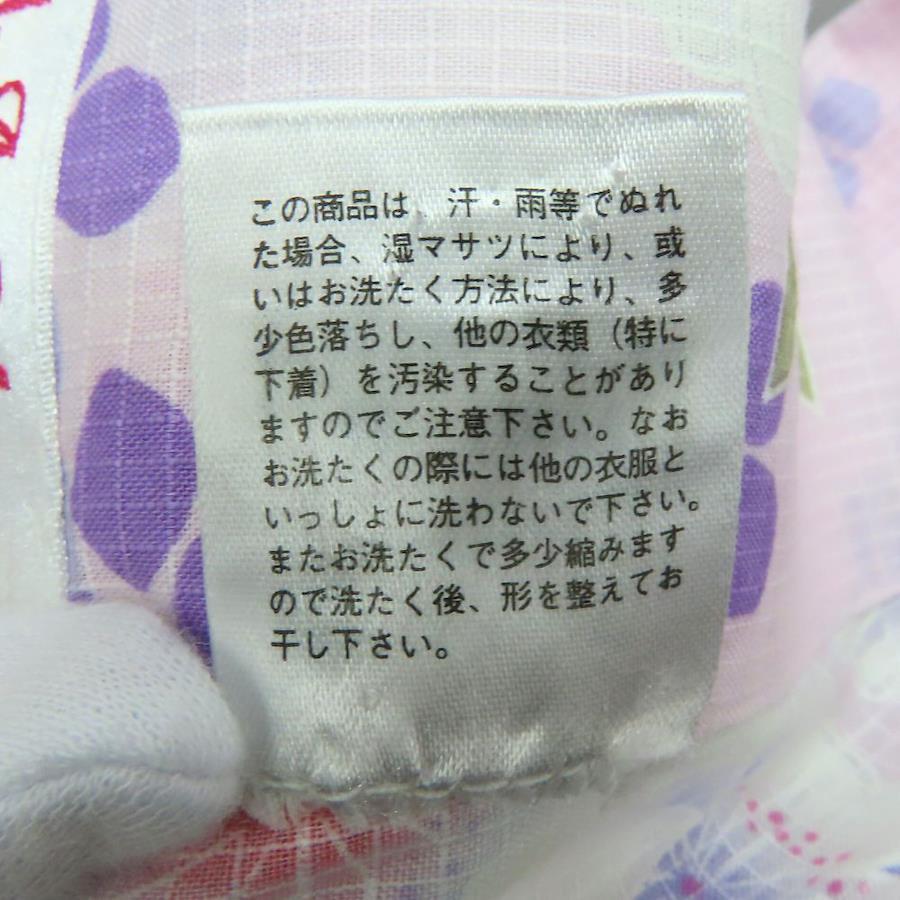 この商品は、汗・雨等でぬれ
た場合、湿マサツにより、或
いはお洗たく方法により、多
少色落ちし、他の衣類（特に
下着）を汚染することがあり
ますのでご注意下さい。なお
お洗たくの際には他の衣服と
いっしょに洗わないで下さい。
またお洗たくで多少縮みます
ので洗たく後、形を整えてお
干し下さい。